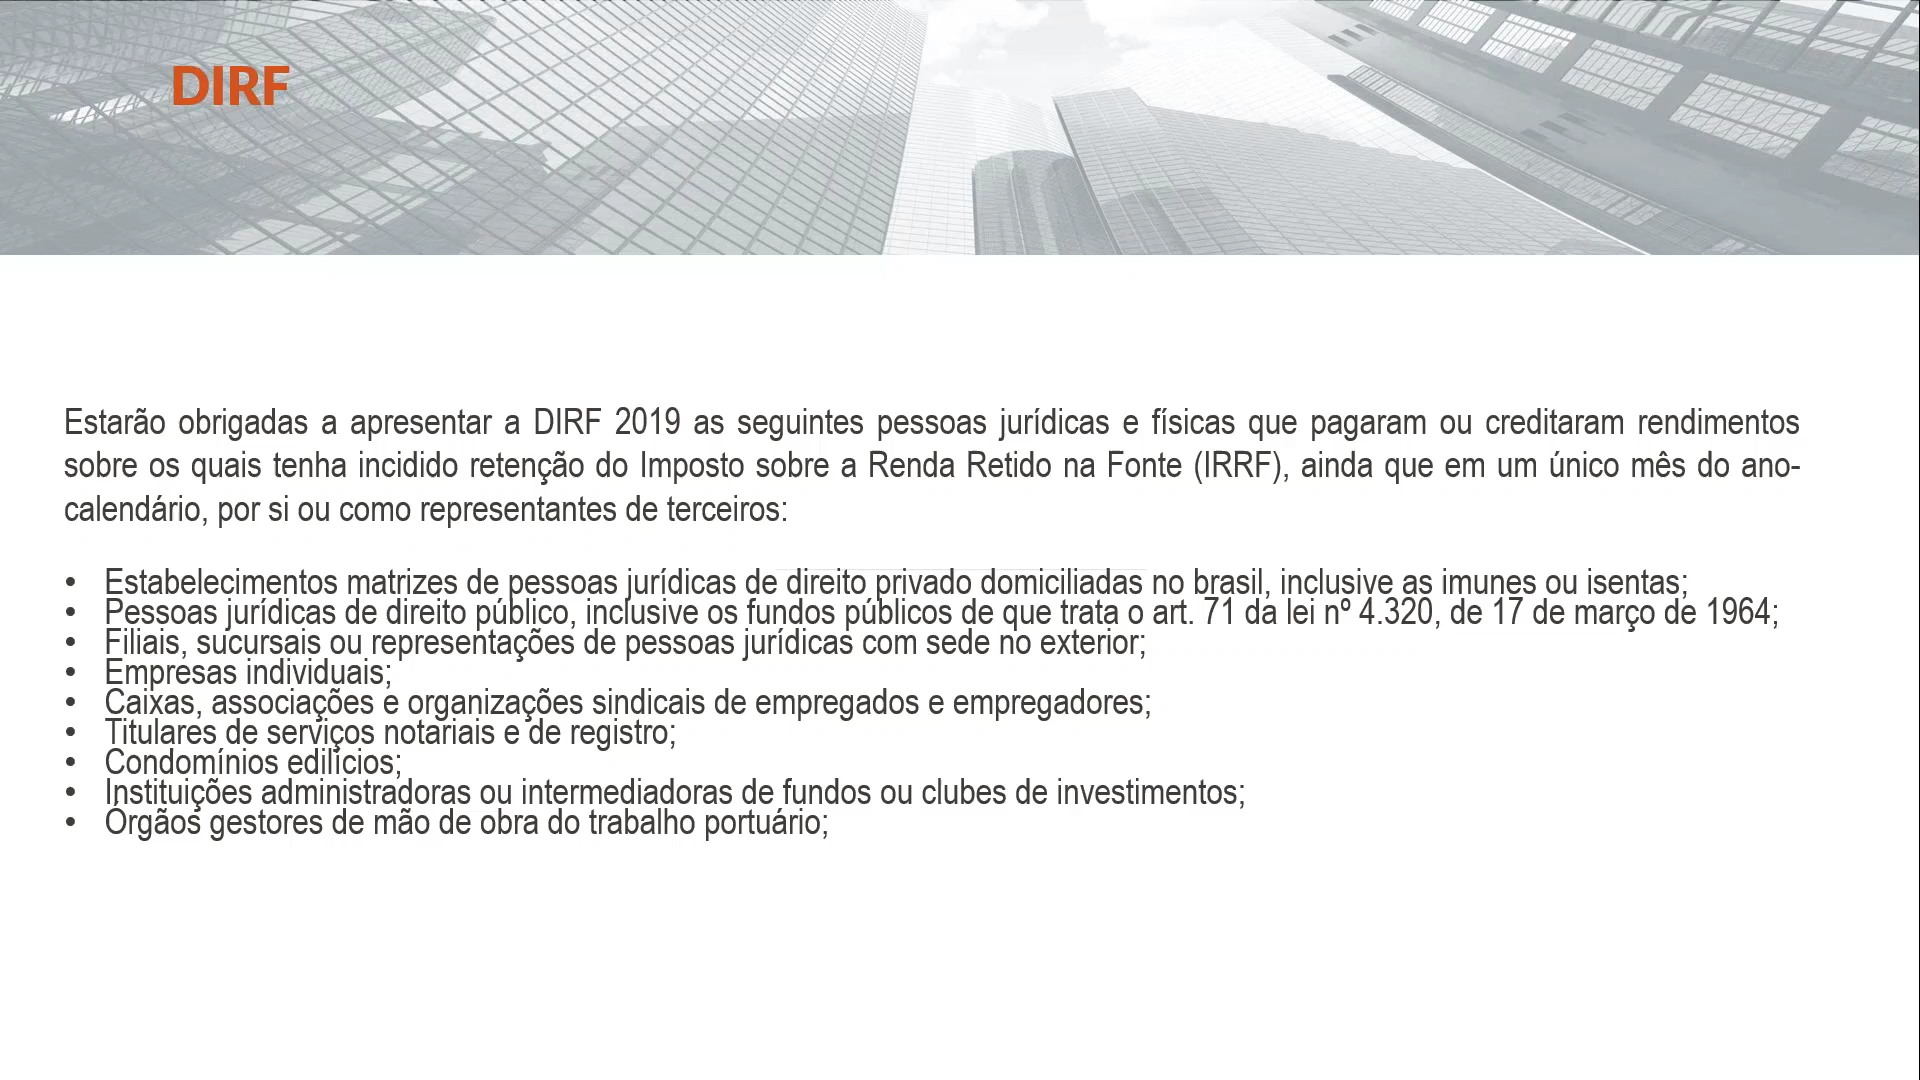 DIRF
Estarão obrigadas a apresentar a DIRF 2019 as seguintes pessoas jurídicas e físicas que pagaram ou creditaram rendimentos
sobre os quais tenha incidido retenção do Imposto sobre a Renda Retido na Fonte (IRRF), ainda que em um único mês do ano-
calendário, por si ou como representantes de terceiros:
• Estabelecimentos matrizes de pessoas jurídicas de direito privado domiciliadas no brasil, inclusive as imunes ou isentas;
• Pessoas jurídicas de direito público, inclusive os fundos públicos de que trata o art. 71 da lei nº 4.320, de 17 de março de 1964;
• Filiais, sucursais ou representações de pessoas jurídicas com sede no exterior;
• Empresas individuais;
• Caixas, associações e organizações sindicais de empregados e empregadores;
• Titulares de serviços notariais e de registro;
• Condomínios edilícios;
• Instituições administradoras ou intermediadoras de fundos ou clubes de investimentos;
• Órgãos gestores de mão de obra do trabalho portuário;